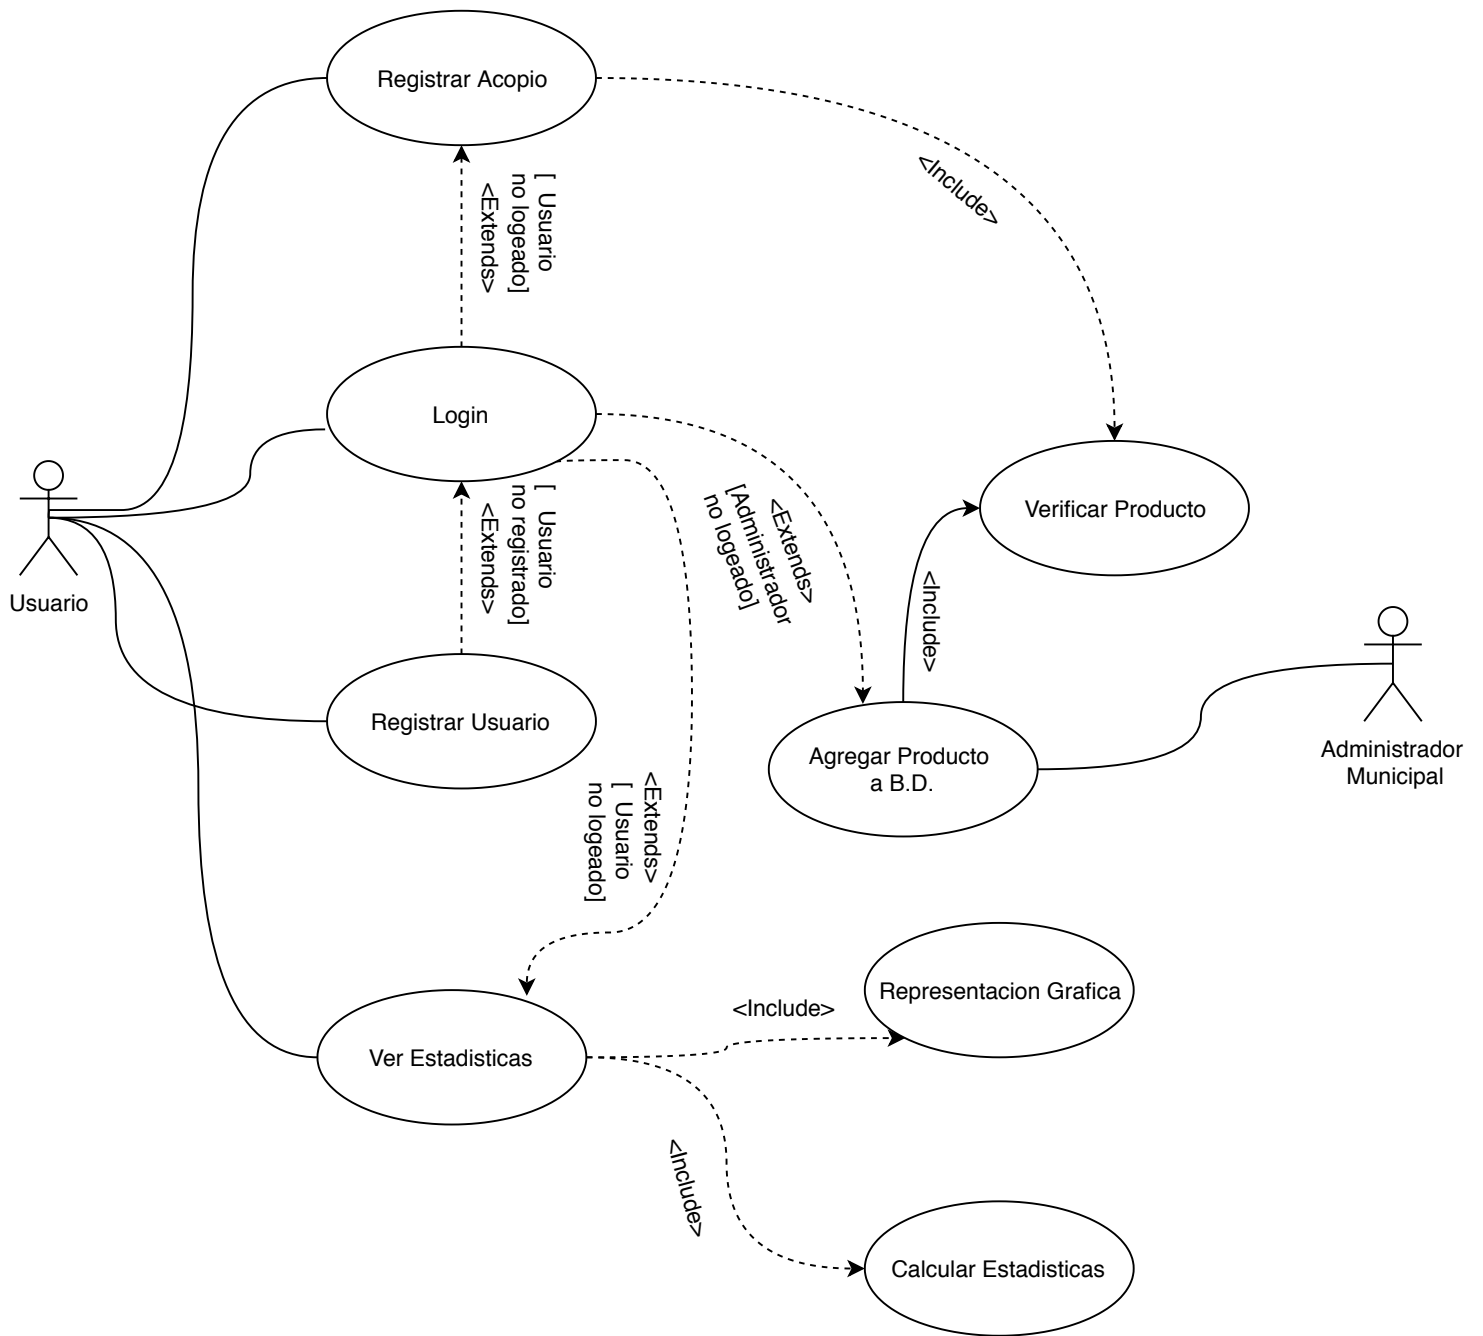 Registrar Acopio
<Include>
[ Usuario
no logeado]
<Extends>
Login
Verificar Producto
[ Usuario
no registrado]
<Extends>
<Extends>
[Administrador
no logeado]
<Include>
Usuario
Registrar Usuario
Agregar Producto
a B.D.
Administrador
Municipal
<Extends>
[ Usuario
no logeado]
Representacion Grafica
<Include>
Ver Estadisticas
<Include>
Calcular Estadisticas